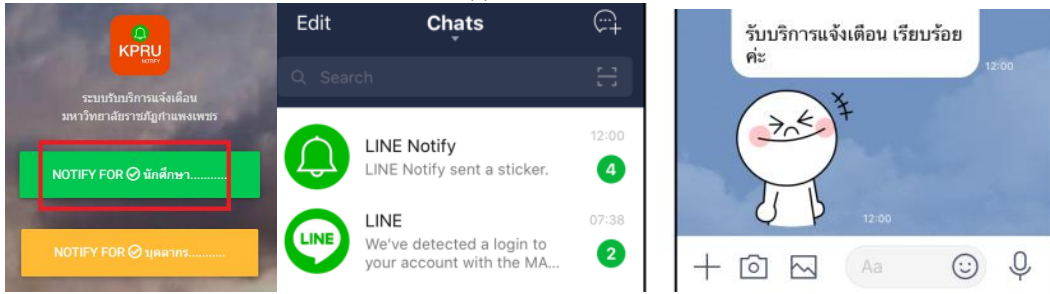 KPRU
NOTIFY
ระบบรับบริการแจ้งเตือน
มหาวิทยาลัยราชภัฏกำแพงเพชร
NOTIFY FOR นักศึกษา...........
NOTIFY FOR บุคลากร...........
Edit
Chats
Search
LINE Notify
12:00
LINE Notify sent a sticker.
4
LINE
LINE
07:38
We've detected a login to
your account with the MA...
2
รับบริการแจ้งเตือน เรียบร้อย
ค่ะ
12:00
12:00
Aa